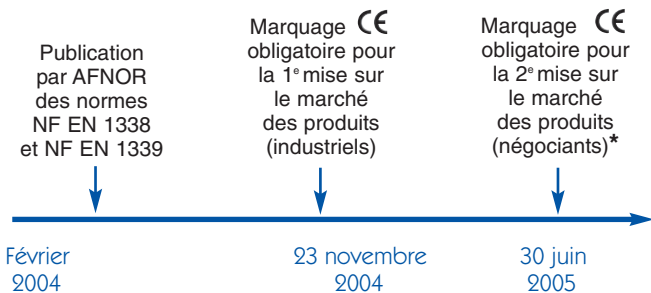 Publication
par AFNOR
des normes
NF EN 1338
et NF EN 1339
Marquage CE
obligatoire pour
la 1e mise sur
le marché
des produits
(industriels)
Marquage CE
obligatoire pour
la 2e mise sur
le marché
des produits
(négociants)*
Février
2004
23 novembre
2004
30 juin
2005